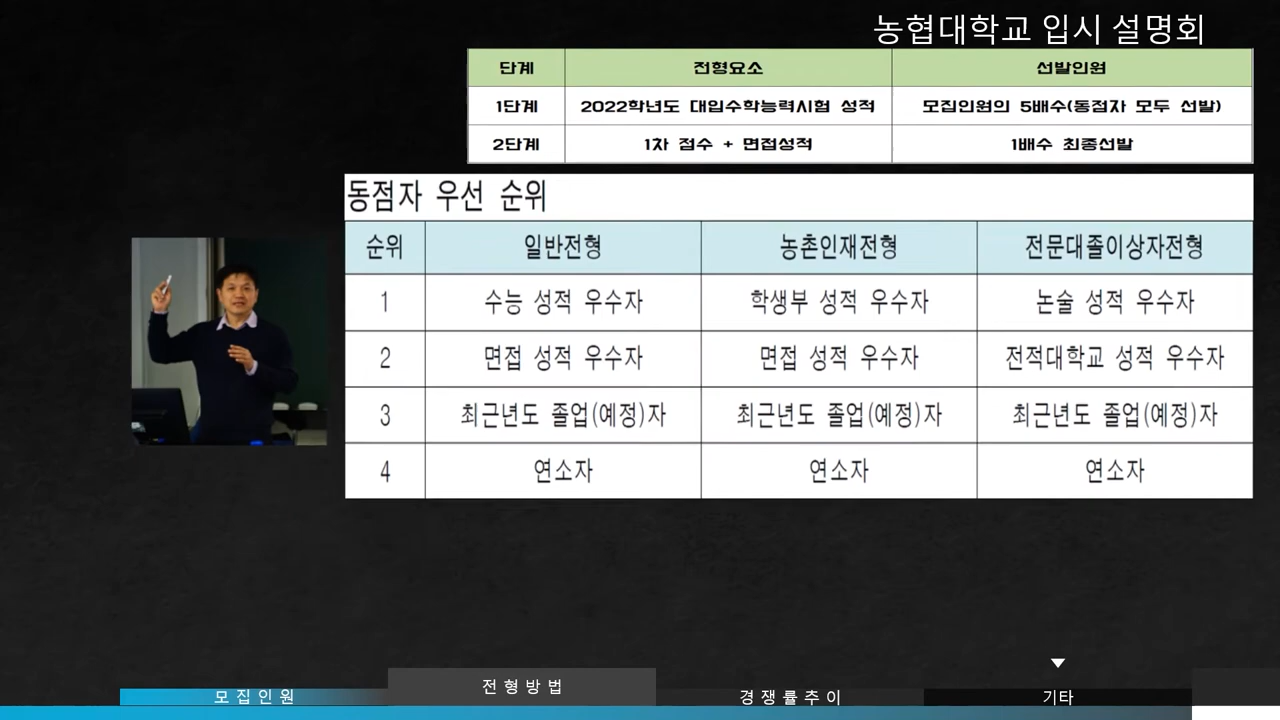 농협대학교 입시 설명회
단계 전형요소 선발인원
1단계 2022학년도 대입수학능력시험 성적 모집인원의 5배수(동점자 모두 선발)
2단계 1차 점수 + 면접성적 1배수 최종선발
동점자 우선 순위
순위 일반전형 농촌인재전형 전문대졸이상자전형
1 수능 성적 우수자 학생부 성적 우수자 논술 성적 우수자
2 면접 성적 우수자 면접 성적 우수자 전적대학교 성적 우수자
3 최근년도 졸업(예정)자 최근년도 졸업(예정)자 최근년도 졸업(예정)자
4 연소자 연소자 연소자
모집인원 전형방법 경쟁률추이 기타